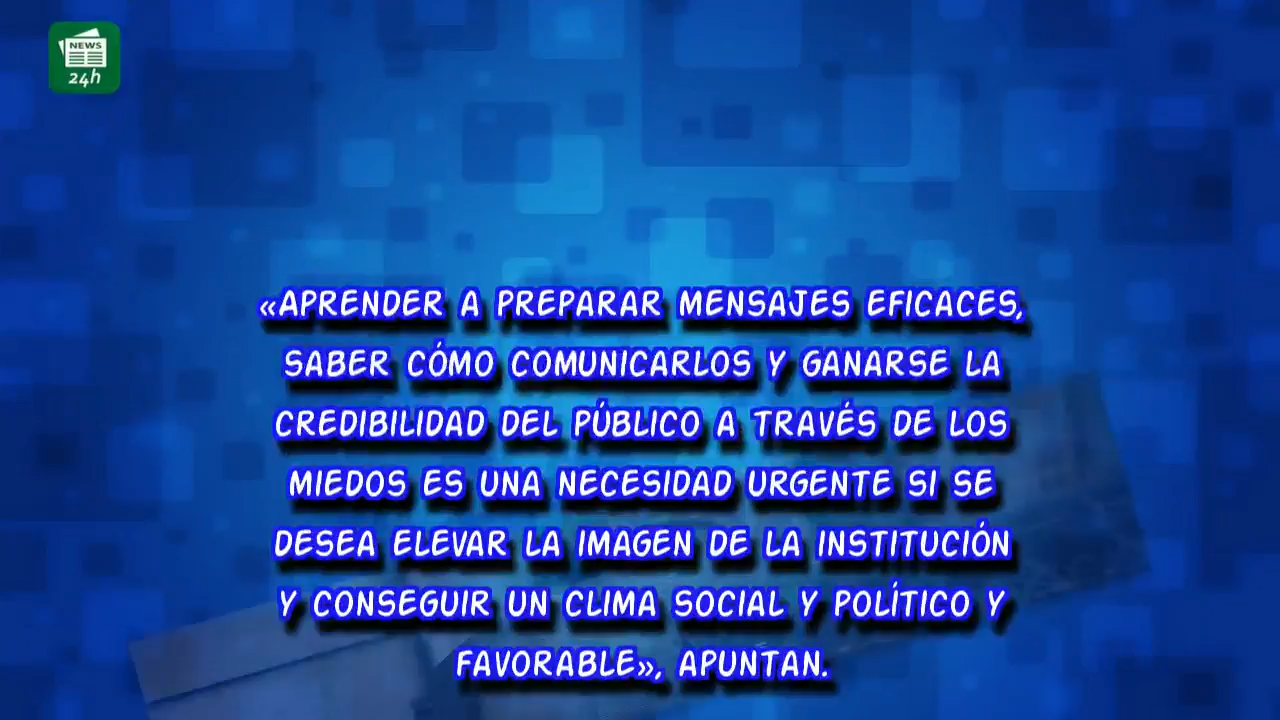 NEWS
24h
«APRENDER A PREPARAR MENSAJES EFICACES,
SABER CÓMO COMUNICARLOS Y GANARSE LA
CREDIBILIDAD DEL PÚBLICO A TRAVÉS DE LOS
MIEDOS ES UNA NECESIDAD URGENTE SI SE
DESEA ELEVAR LA IMAGEN DE LA INSTITUCIÓN
Y CONSEGUIR UN CLIMA SOCIAL Y POLÍTICO Y
FAVORABLE», APUNTAN.